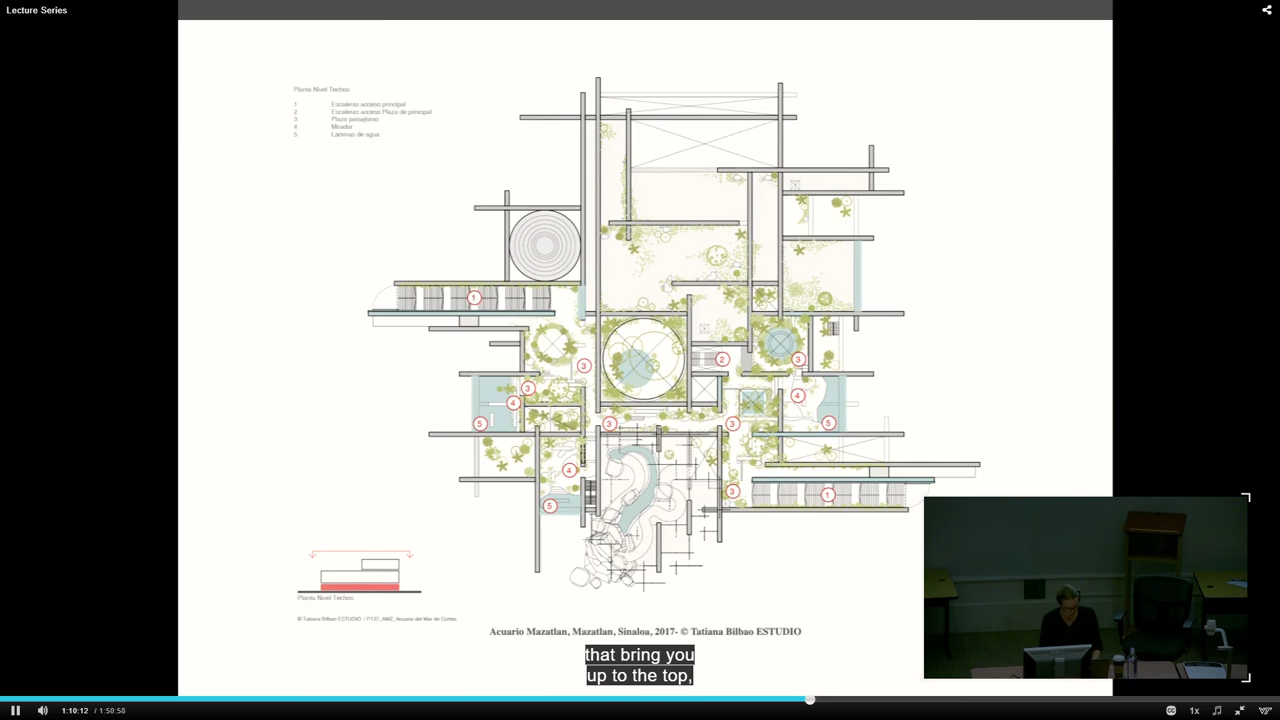 Lecture Series
Planta Nivel Techos
1 Escaleras acceso principal
2 Escaleras acceso Plaza de principal
3 Plaza paisajismo
4 Mirador
5 Laminas de agua
1
3
2
3
3
4
4
5
3
3
5
4
3
1
5
Planta Nivel Techos
© Tatiana Bilbao ESTUDIO / P137_AMZ_Acuario del Mar de Cortes
Acuario Mazatlan, Mazatlan, Sinaloa, 2017- © Tatiana Bilbao ESTUDIO
that bring you
up to the top,
1:10:12 / 1:50:58
CC
1x